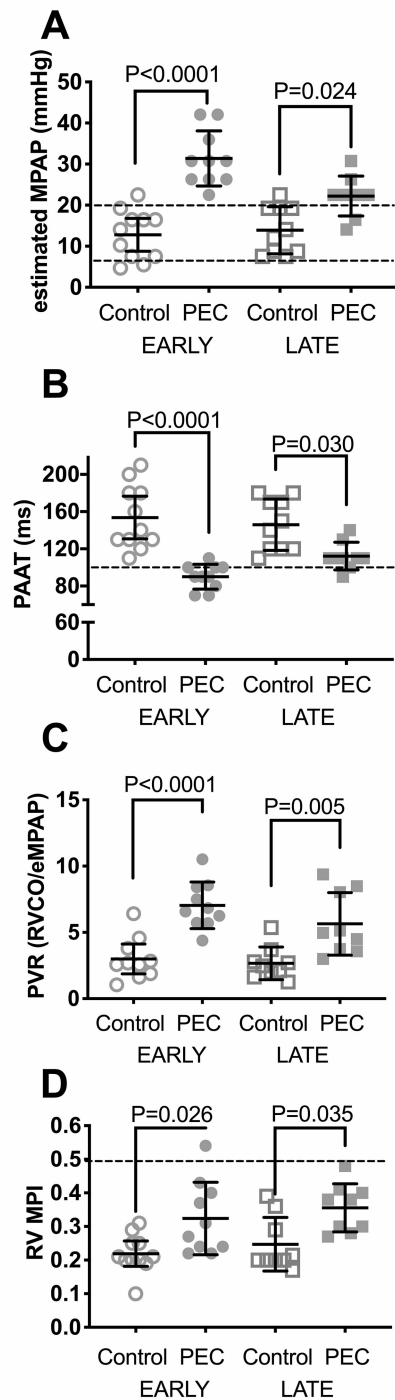 A
estimated MPAP (mmHg)
P<0.0001
P=0.024
50
40
30
20
10
0
Control PEC Control PEC
EARLY LATE
B
PAAT (ms)
P<0.0001
P=0.030
200
160
120
80
60
0
Control PEC Control PEC
EARLY LATE
C
PVR (RVCO/eMPAP)
P<0.0001
P=0.005
15
10
5
0
Control PEC Control PEC
EARLY LATE
D
RV MPI
P=0.026 P=0.035
0.6
0.5
0.4
0.3
0.2
0.1
0.0
Control PEC Control PEC
EARLY LATE